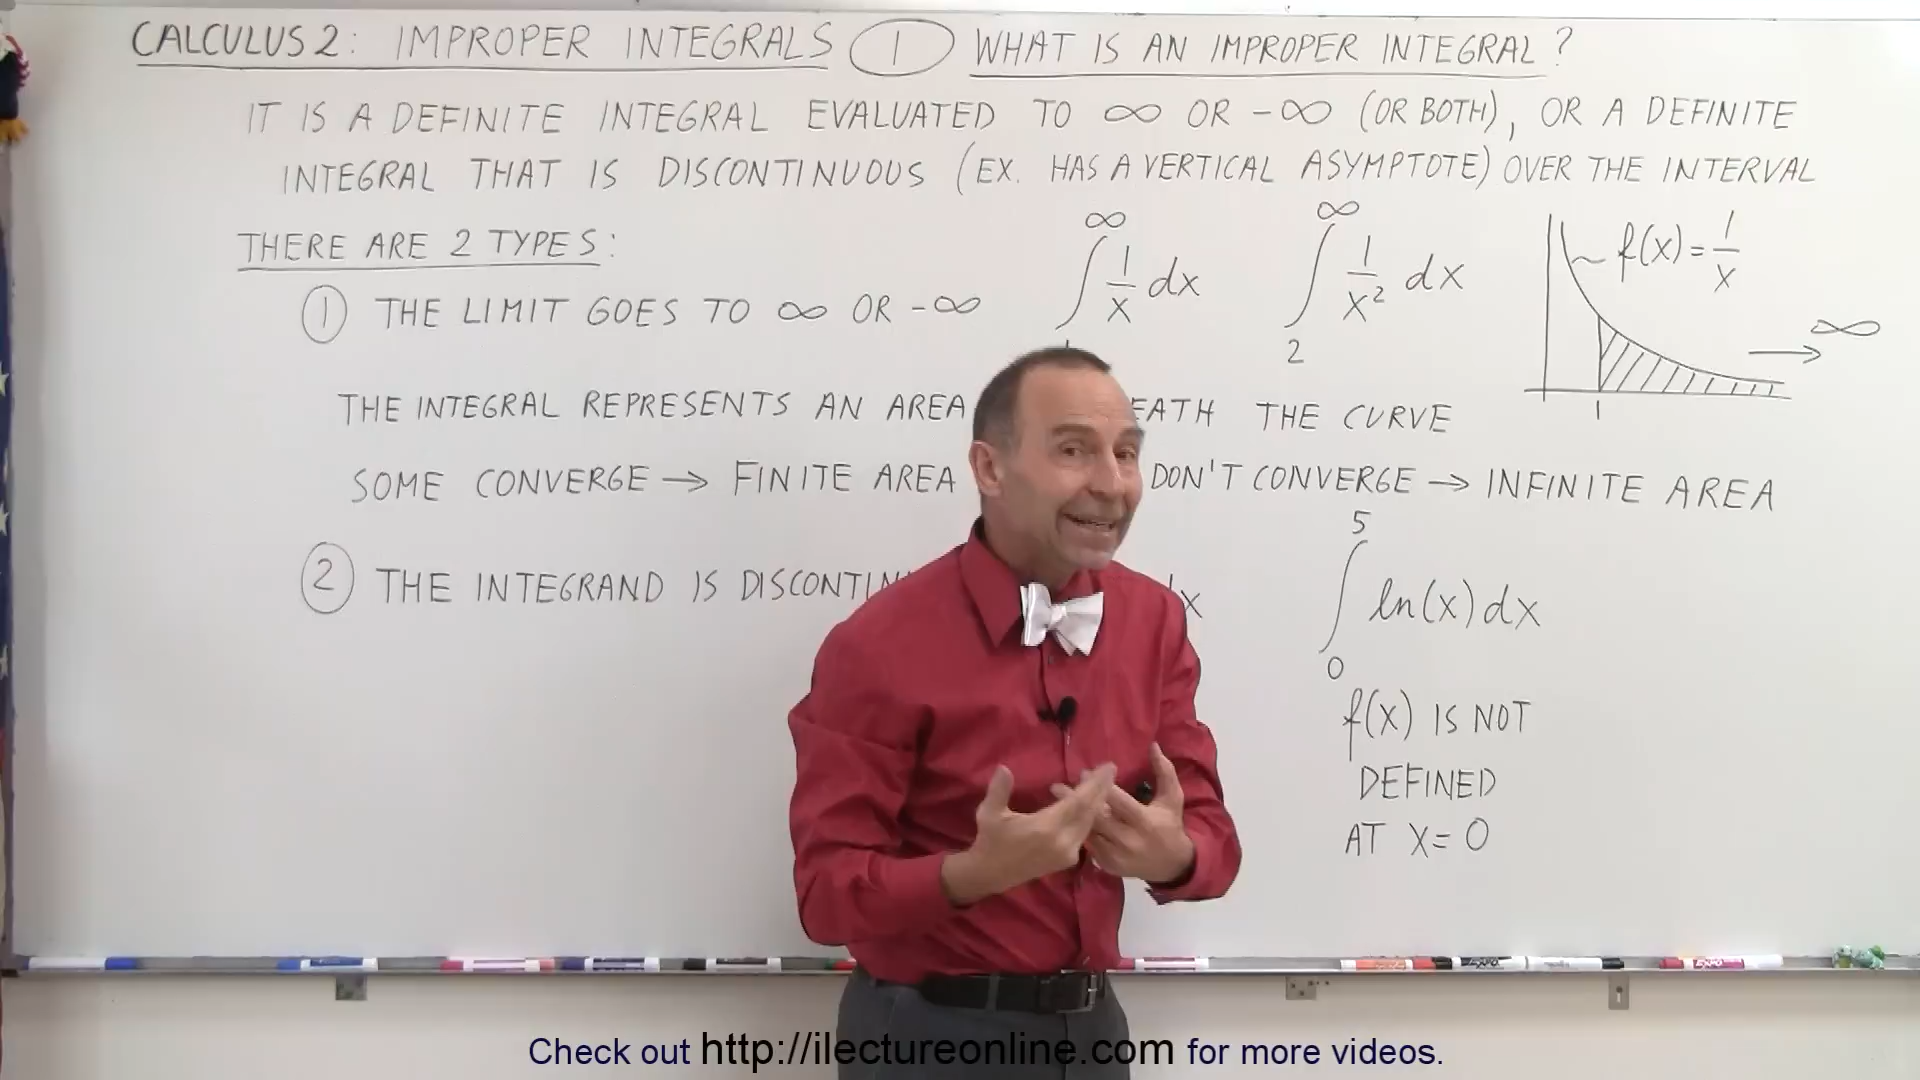 CALCULUS 2: IMPROPER INTEGRALS 1 WHAT IS AN IMPROPER INTEGRAL?
IT IS A DEFINITE INTEGRAL EVALUATED TO ∞ OR -∞ (OR BOTH), OR A DEFINITE
INTEGRAL THAT IS DISCONTINUOUS (EX. HAS A VERTICAL ASYMPTOTE) OVER THE INTERVAL
THERE ARE 2 TYPES:
1 THE LIMIT GOES TO ∞ OR -∞
∫ ∞ 1/x dx
∫ 2 ∞ 1/x² dx
f(x) = 1/x
∞
1
THE INTEGRAL REPRESENTS AN AREA THE CURVE
SOME CONVERGE → FINITE AREA DON'T CONVERGE → INFINITE AREA
2 THE INTEGRAND IS
∫ 0 5 ln(x) dx
f(x) IS NOT
DEFINED
AT X = 0
EXPO
EXPO
Check out http://ilectureonline.com for more videos.